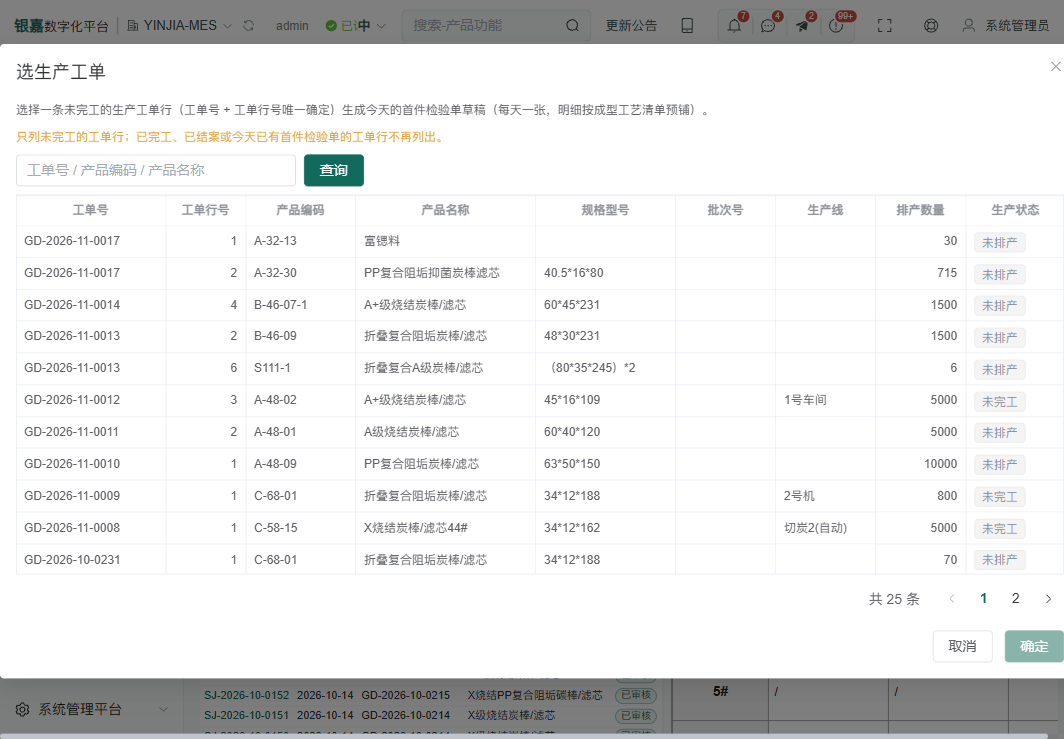 银嘉数字化平台 YINJIA-MES admin 中 搜索-产品功能 更新公告 7 4 2 99+ 系统管理员
选生产工单
选择一条未完工的生产工单行（工单号 + 工单行号唯一确定）生成今天的首件检验单草稿（每天一张，明细按成型工艺清单预铺）。
只列未完工的工单行；已完工、已结案或今天已有首件检验单的工单行不再列出。
工单号 / 产品编码 / 产品名称 查询
工单号 工单行号 产品编码 产品名称 规格型号 批次号 生产线 排产数量 生产状态
GD-2026-11-0017 1 A-32-13 富锶料 30 未排产
GD-2026-11-0017 2 A-32-30 PP复合阻垢抑菌炭棒滤芯 40.5*16*80 715 未排产
GD-2026-11-0014 4 B-46-07-1 A+级烧结炭棒/滤芯 60*45*231 1500 未排产
GD-2026-11-0013 2 B-46-09 折叠复合阻垢炭棒/滤芯 48*30*231 1500 未排产
GD-2026-11-0013 6 S111-1 折叠复合A级炭棒/滤芯 （80*35*245）*2 6 未排产
GD-2026-11-0012 3 A-48-02 A+级烧结炭棒/滤芯 45*16*109 1号车间 5000 未完工
GD-2026-11-0011 2 A-48-01 A级烧结炭棒/滤芯 60*40*120 5000 未排产
GD-2026-11-0010 1 A-48-09 PP复合阻垢炭棒/滤芯 63*50*150 10000 未排产
GD-2026-11-0009 1 C-68-01 折叠复合阻垢炭棒/滤芯 34*12*188 2号机 800 未完工
GD-2026-11-0008 1 C-58-15 X烧结炭棒/滤芯44# 34*12*162 切炭2(自动) 5000 未完工
GD-2026-10-0231 1 C-68-01 折叠复合阻垢炭棒/滤芯 34*12*188 70 未排产
共 25 条 1 2
取消 确定
SJ-2026-10-0152 2026-10-14 GD-2026-10-0215 X烧结PP复合阻垢碳棒/滤芯 已审核 5# / /
系统管理平台 SJ-2026-10-0151 2026-10-14 GD-2026-10-0214 X级烧结炭棒/滤芯 已审核